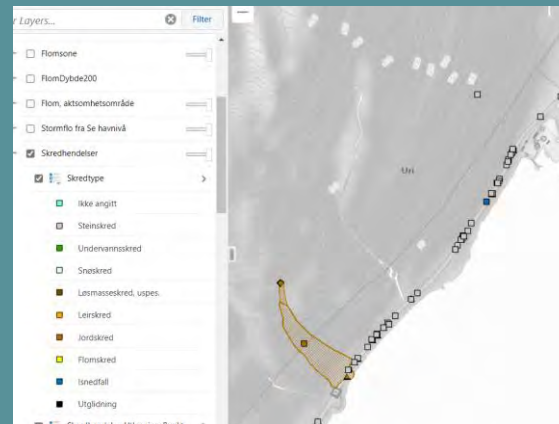 r Layers...
Filter
Flomsone
FlomDybde200
Flom, aktsomhetsområde
Stormflo fra Se havnivå
Skredhendelser
Skredtype
Ikke angitt
Steinskred
Undervannsskred
Snøskred
Løsmasseskred, uspes.
Leirskred
Jordskred
Flomskred
Isnedfall
Utglidning
Uri